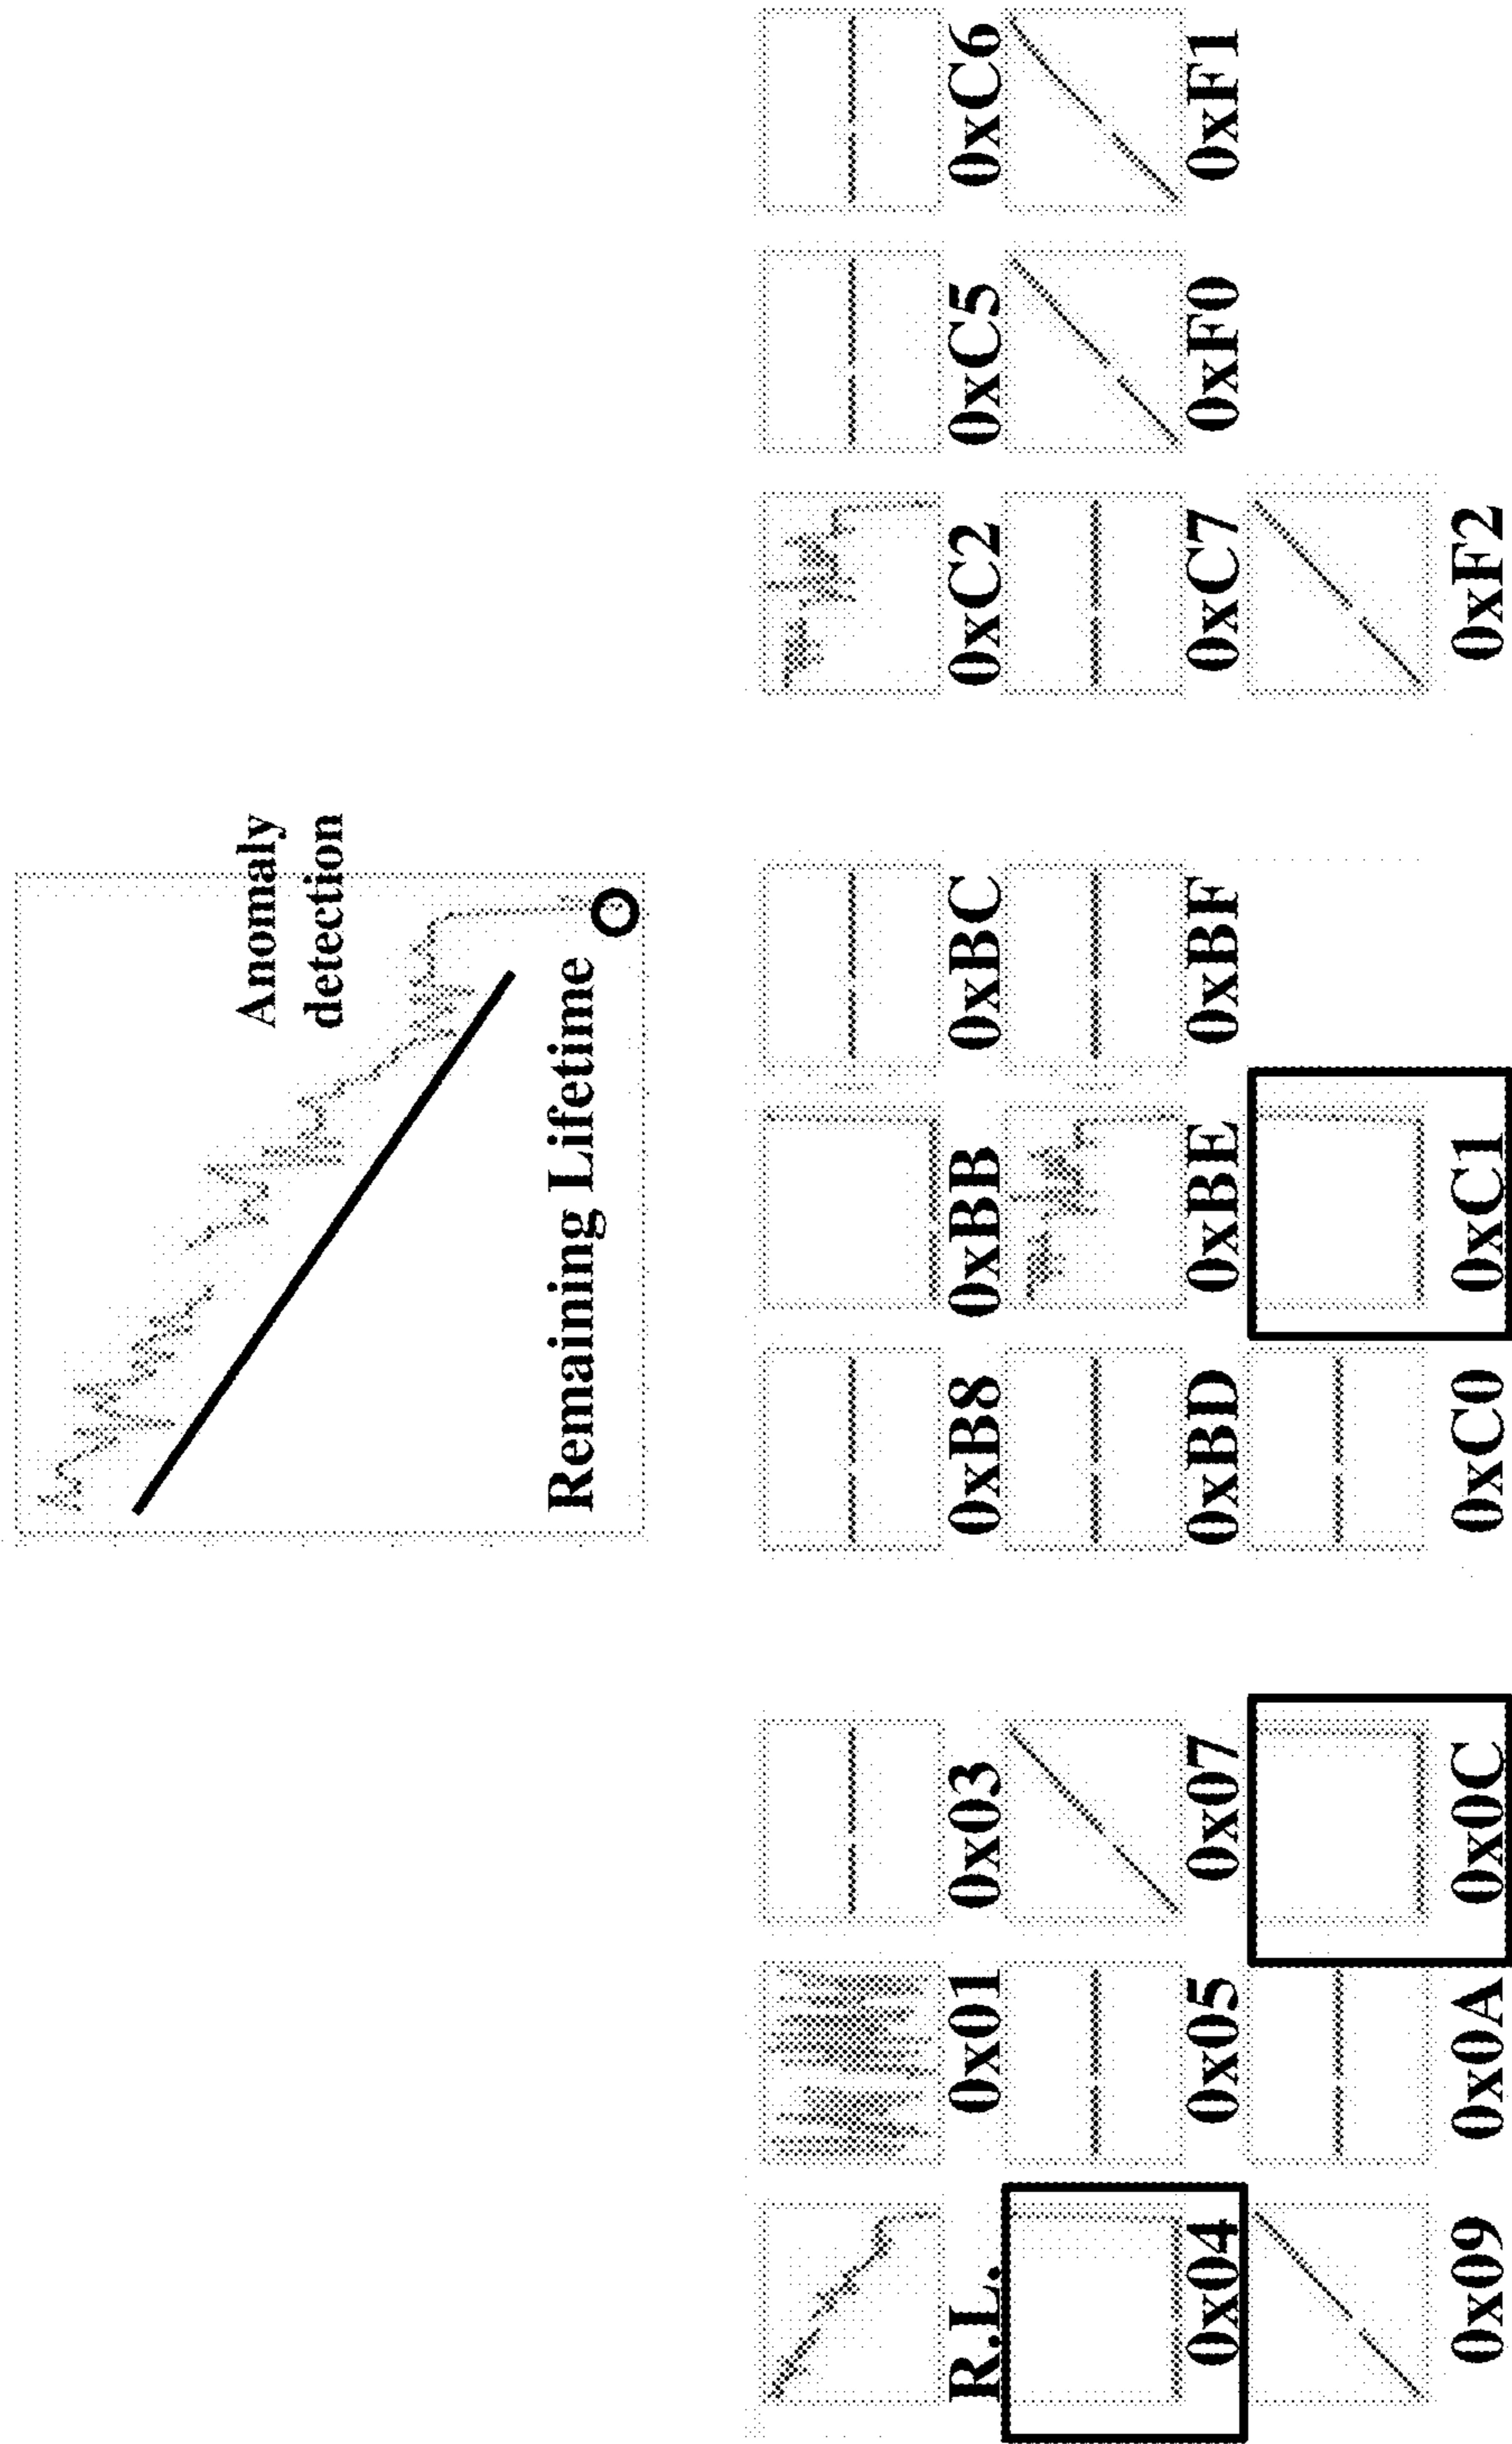 Anomaly
detection
Remaining Lifetime
R.L.
0x01
0x03
0xB8
0xBB
0xBC
0xC2
0xC5
0xC6
0x04
0x05
0x07
0xBD
0xBE
0xBF
0xC7
0xF0
0xF1
0x09
0x0A
0x0C
0xC0
0xC1
0xF2